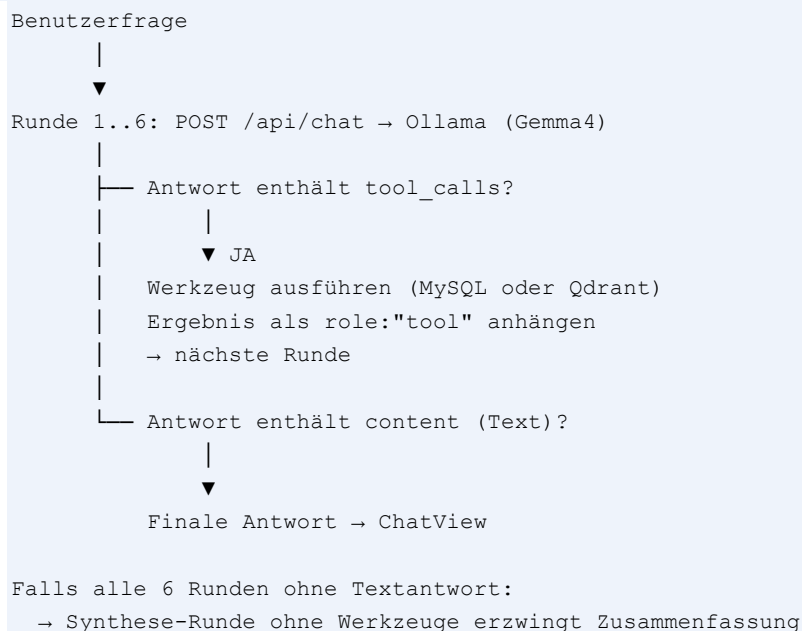 Benutzerfrage
│
▼
Runde 1..6: POST /api/chat → Ollama (Gemma4)
│
├── Antwort enthält tool_calls?
│ │
│ ▼ JA
│ Werkzeug ausführen (MySQL oder Qdrant)
│ Ergebnis als role:"tool" anhängen
│ → nächste Runde
│
└── Antwort enthält content (Text)?
│
▼
Finale Antwort → ChatView
Falls alle 6 Runden ohne Textantwort:
→ Synthese-Runde ohne Werkzeuge erzwingt Zusammenfassung